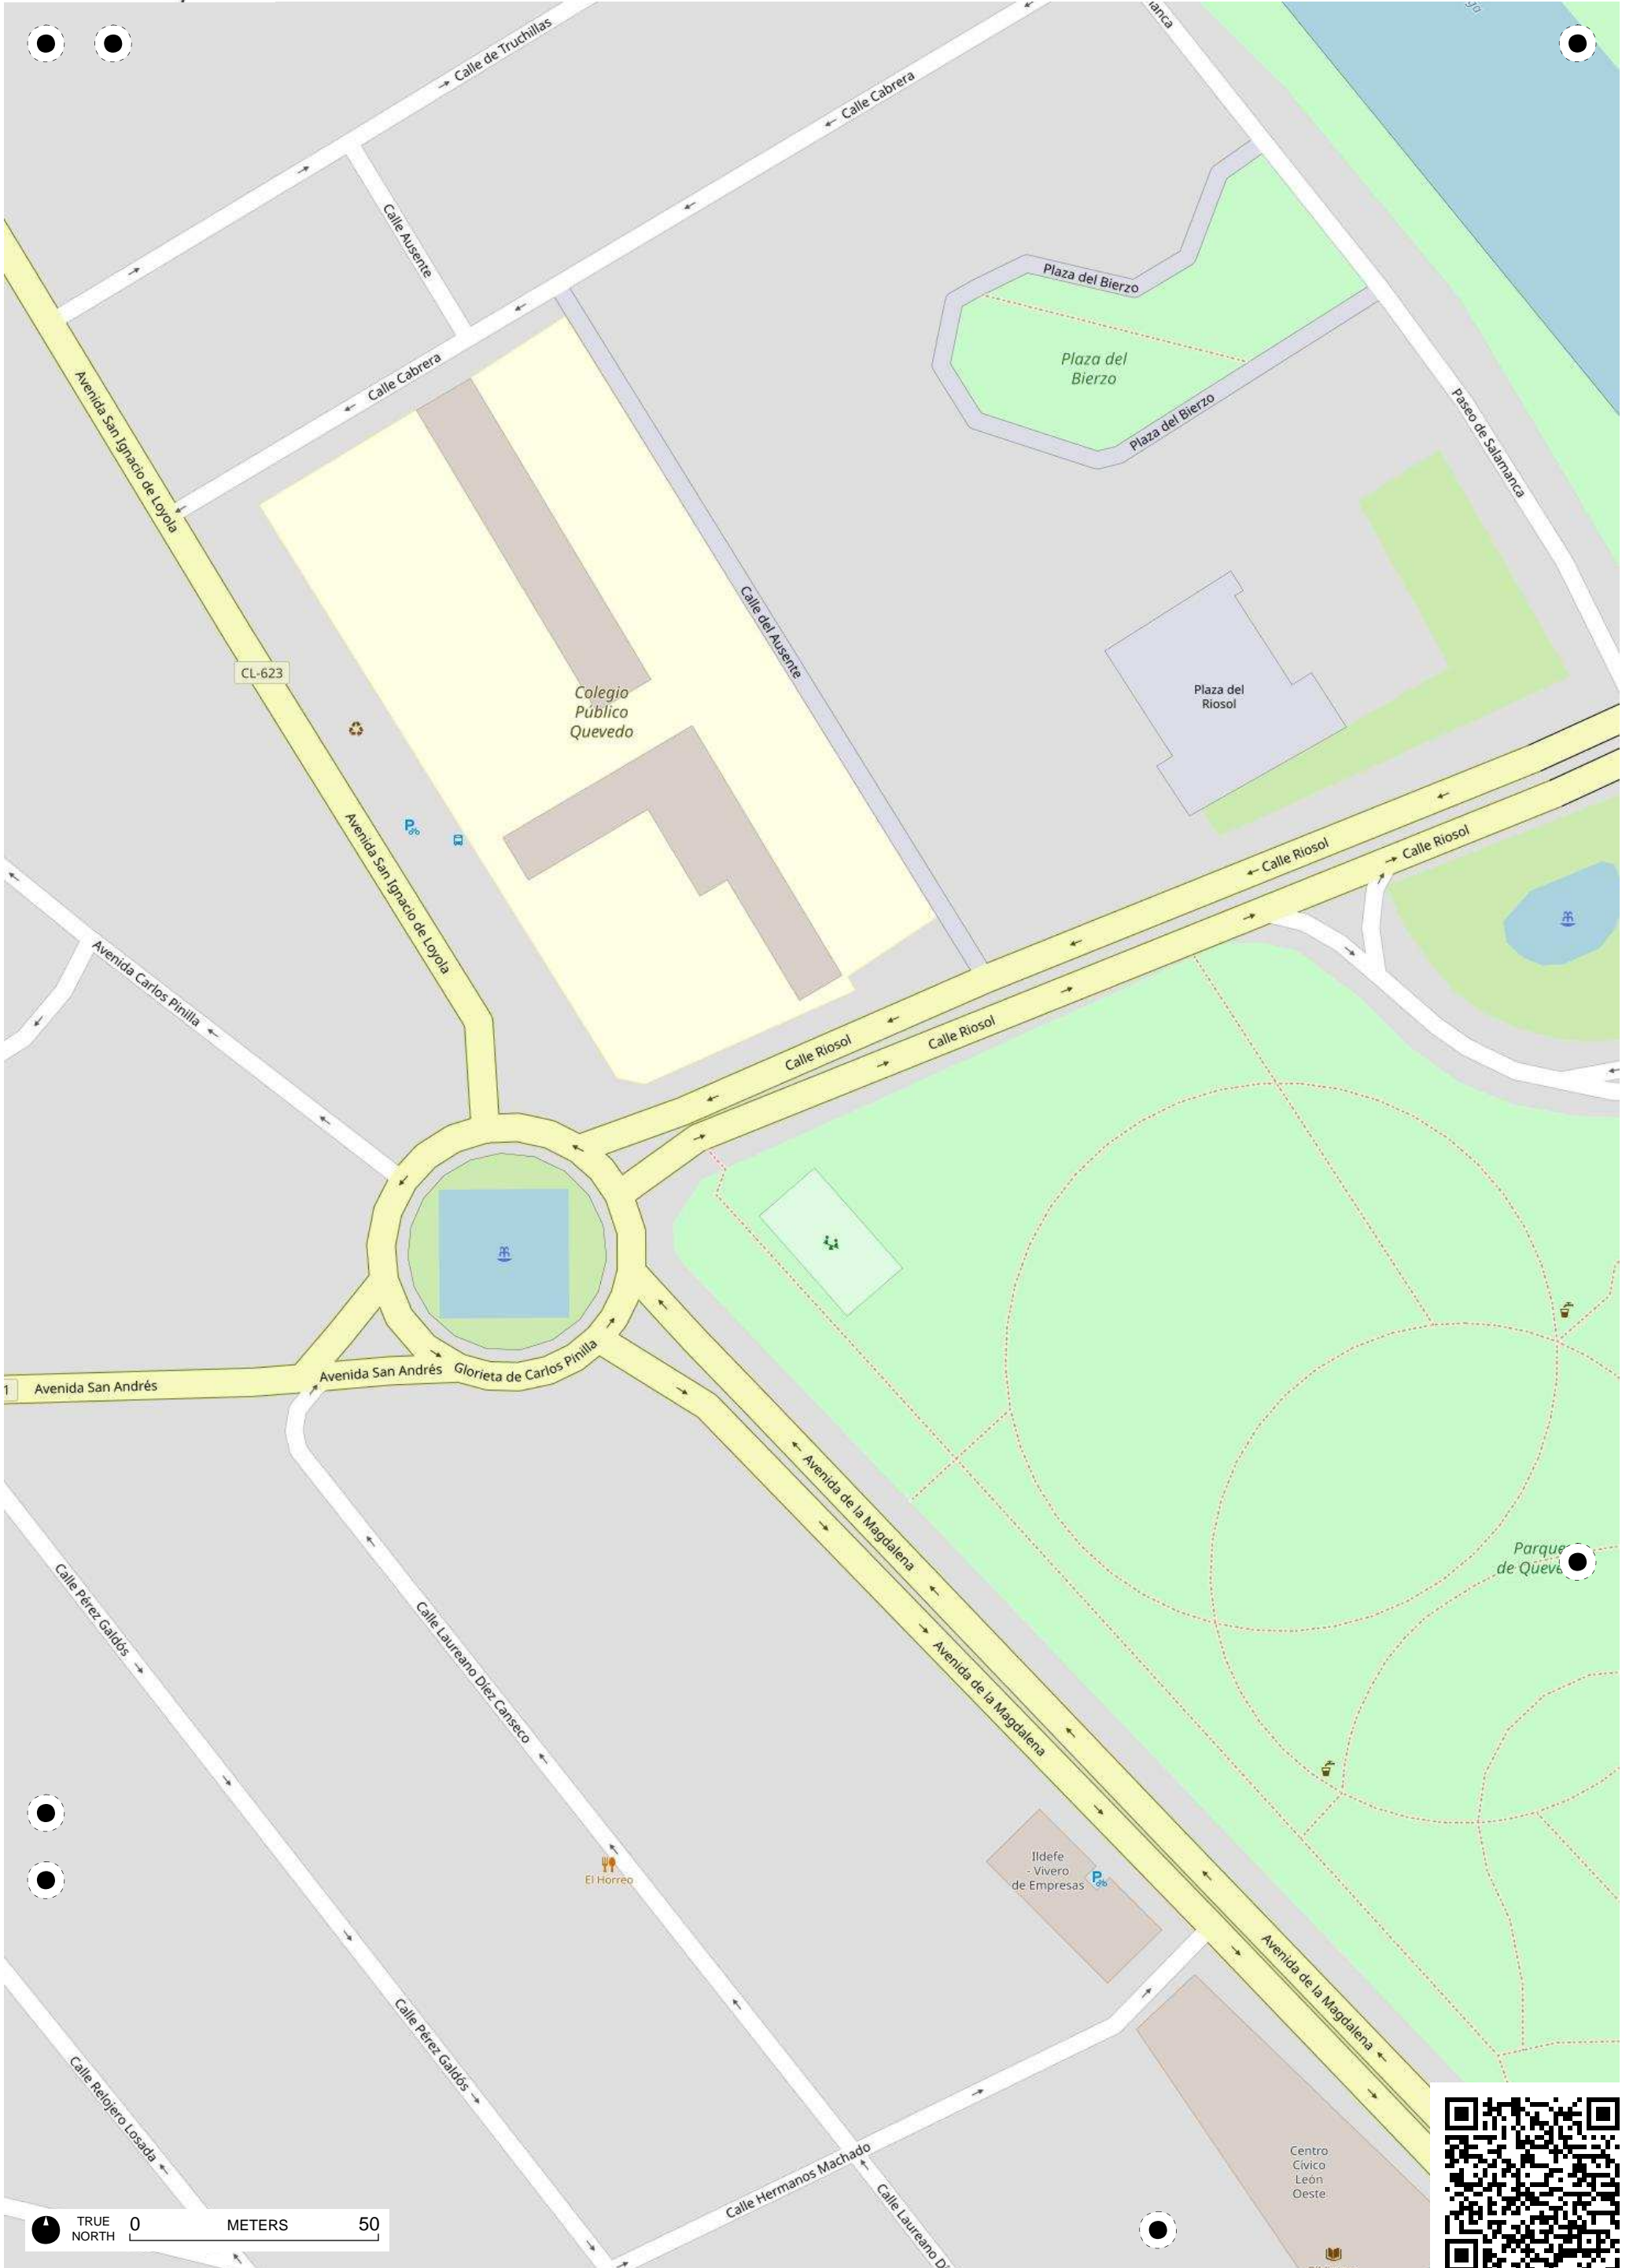 Calle de Truchillas
Calle Cabrera
Calle Ausente
Plaza del Bierzo
Plaza del
Bierzo
Plaza del Bierzo
Calle Cabrera
Avenida San Ignacio de Loyola
Paseo de Salamanca
CL-623
Calle del Ausente
Colegio
Público
Quevedo
Plaza del
Riosol
Avenida San Ignacio de Loyola
P
Calle Riosol
Calle Riosol
Avenida Carlos Pinilla
Calle Riosol
Calle Riosol
1
Avenida San Andrés
Avenida San Andrés
Glorieta de Carlos Pinilla
Avenida de la Magdalena
Parque
Calle Pérez Galdós
Calle Laureano Díez Canseco
Avenida de la Magdalena
Ildefe
- Vivero
de Empresas
P
El Horreo
Avenida de la Magdalena
Calle Pérez Galdós
Calle Relojero Losada
Calle Hermanos Machado
Calle Laureano
Centro
Cívico
León
Oeste
TRUE
NORTH
0 METERS 50